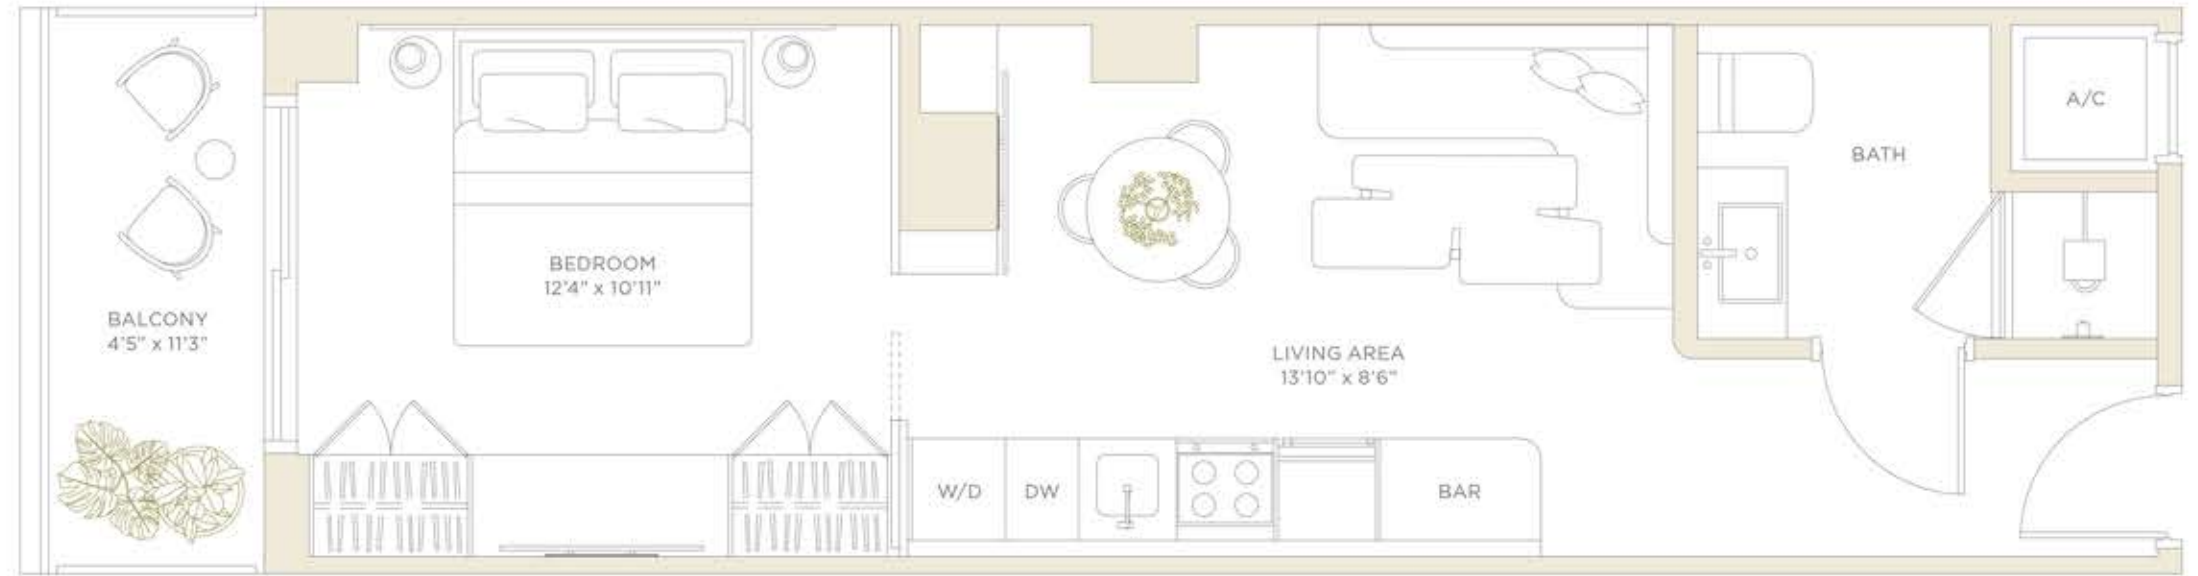 BALCONY
4'5" x 11'3"
BEDROOM
12'4" x 10'11"
LIVING AREA
13'10" x 8'6"
W/D
DW
BAR
BATH
A/C